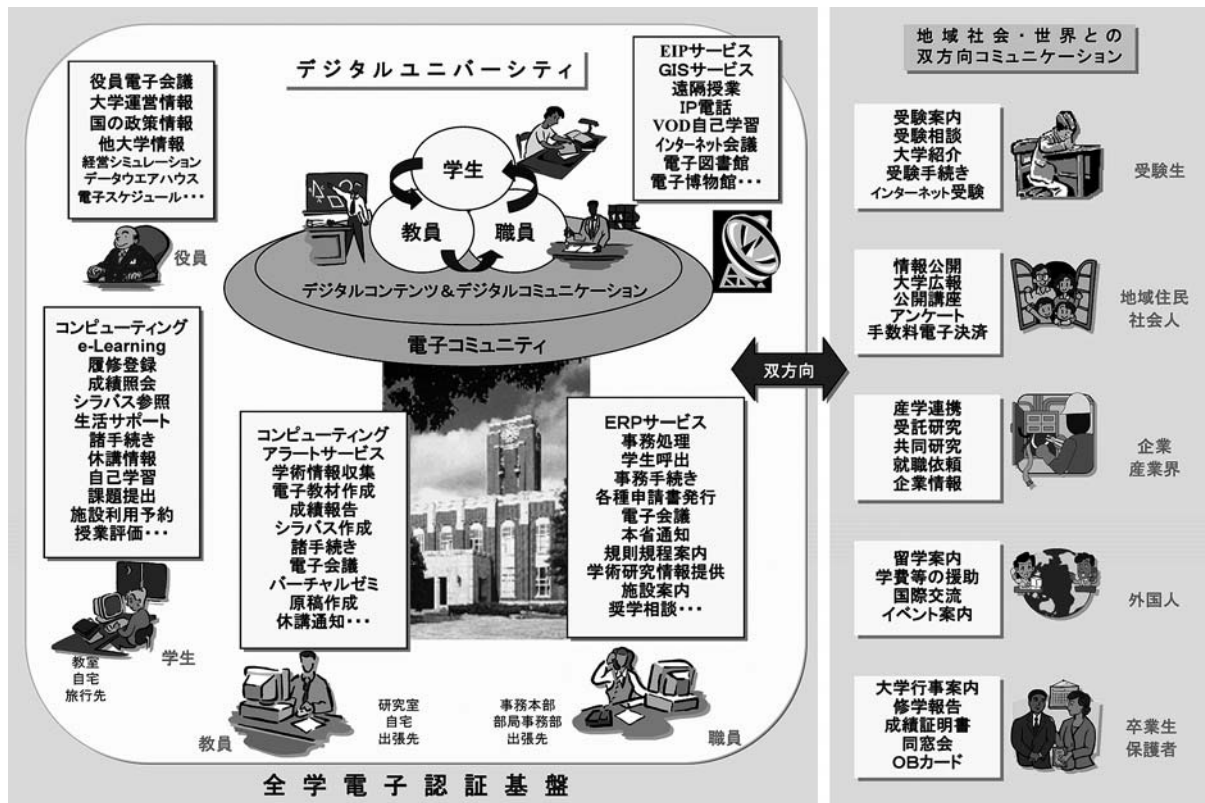 デジタルユニバーシティ
役員電子会議
大学運営情報
国の政策情報
他大学情報
経営シミュレーション
データウエアハウス
電子スケジュール･･･
役員
EIPサービス
GISサービス
遠隔授業
IP電話
VOD自己学習
インターネット会議
電子図書館
電子博物館･･･
学生
教員
職員
デジタルコンテンツ＆デジタルコミュニケーション
電子コミュニティ
コンピューティング
e-Learning
履修登録
成績照会
シラバス参照
生活サポート
諸手続き
休講情報
自己学習
課題提出
施設利用予約
授業評価･･･
学生
教室
自宅
旅行先
コンピューティング
アラートサービス
学術情報収集
電子教材作成
成績報告
シラバス作成
諸手続き
電子会議
バーチャルゼミ
原稿作成
休講通知･･･
教員
研究室
自宅
出張先
ERPサービス
事務処理
学生呼出
事務手続き
各種申請書発行
電子会議
本省通知
規則規程案内
学術研究情報提供
施設案内
奨学相談･･･
事務本部
部局事務部
出張先
職員
全学電子認証基盤
双方向
地域社会・世界との
双方向コミュニケーション
受験案内
受験相談
大学紹介
受験手続き
インターネット受験
受験生
情報公開
大学広報
公開講座
アンケート
手数料電子決済
地域住民
社会人
産学連携
受託研究
共同研究
就職依頼
企業情報
企業
産業界
留学案内
学費等の援助
国際交流
イベント案内
外国人
大学行事案内
修学報告
成績証明書
同窓会
OBカード
卒業生
保護者